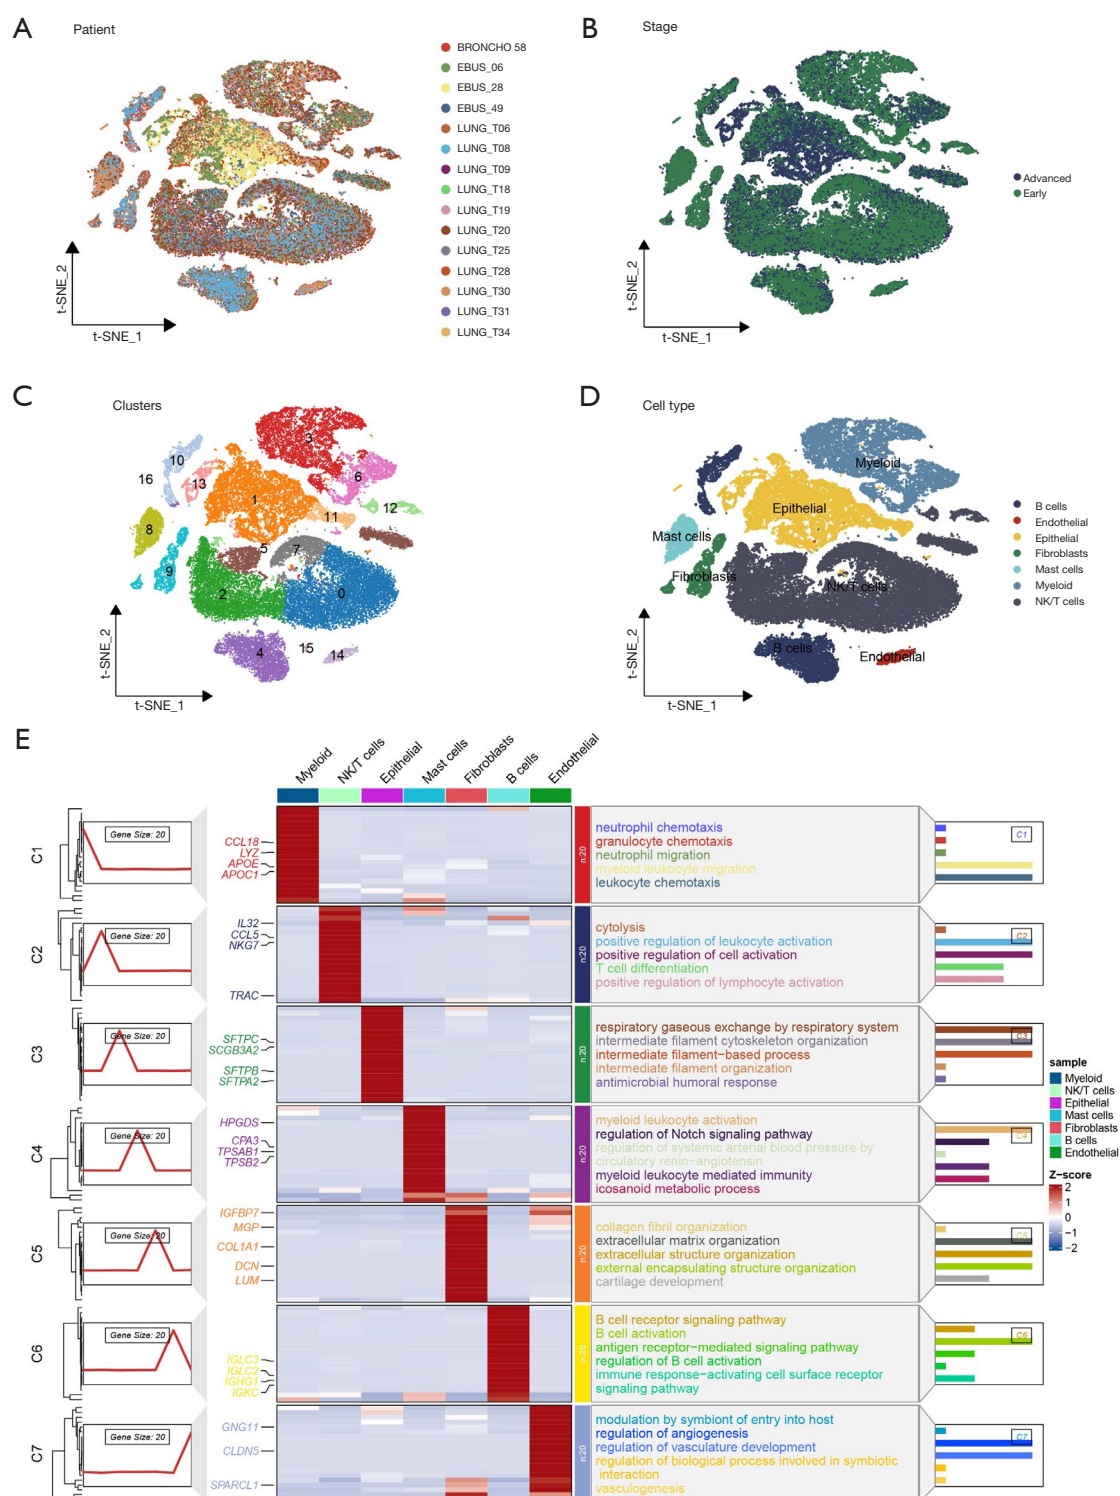 A
Patient
BRONCHO 58
EBUS_06
EBUS_28
EBUS_49
LUNG_T06
LUNG_T08
LUNG_T09
LUNG_T18
LUNG_T19
LUNG_T20
LUNG_T25
LUNG_T28
LUNG_T30
LUNG_T31
LUNG_T34
t-SNE_2
t-SNE_1
B
Stage
Advanced
Early
t-SNE_2
t-SNE_1
C
Clusters
3
10
6
16
13
1
12
11
8
5
7
9
2
0
4
15
14
t-SNE_2
t-SNE_1
D
Cell type
Myeloid
Epithelial
Mast cells
Fibroblasts
NK/T cells
B cells
Endothelial
B cells
Endothelial
Epithelial
Fibroblasts
Mast cells
Myeloid
NK/T cells
t-SNE_2
t-SNE_1
E
Myeloid
NK/T cells
Epithelial
Mast cells
Fibroblasts
B cells
Endothelial
C1
Gene Size: 20
CCL18
LYZ
APOE
APOC1
n:20
neutrophil chemotaxis
granulocyte chemotaxis
neutrophil migration
myeloid leukocyte migration
leukocyte chemotaxis
C1
C2
Gene Size: 20
IL32
CCL5
NKG7
TRAC
n:20
cytolysis
positive regulation of leukocyte activation
positive regulation of cell activation
T cell differentiation
positive regulation of lymphocyte activation
C2
C3
Gene Size: 20
SFTPC
SCGB3A2
SFTPB
SFTPA2
n:20
respiratory gaseous exchange by respiratory system
intermediate filament cytoskeleton organization
intermediate filament-based process
intermediate filament organization
antimicrobial humoral response
C3
C4
Gene Size: 20
HPGDS
CPA3
TPSAB1
TPSB2
n:20
myeloid leukocyte activation
regulation of Notch signaling pathway
regulation of systemic arterial blood pressure by
circulatory renin-angiotensin
myeloid leukocyte mediated immunity
icosanoid metabolic process
C4
C5
Gene Size: 20
IGFBP7
MGP
COL1A1
DCN
LUM
n:20
collagen fibril organization
extracellular matrix organization
extracellular structure organization
external encapsulating structure organization
cartilage development
C5
C6
Gene Size: 20
IGLC3
IGLC2
IGHG1
IGKC
n:20
B cell receptor signaling pathway
B cell activation
antigen receptor-mediated signaling pathway
regulation of B cell activation
immune response-activating cell surface receptor
signaling pathway
C6
C7
Gene Size: 20
GNG11
CLDN5
SPARCL1
n:20
modulation by symbiont of entry into host
regulation of angiogenesis
regulation of vasculature development
regulation of biological process involved in symbiotic
interaction
vasculogenesis
C7
sample
Myeloid
NK/T cells
Epithelial
Mast cells
Fibroblasts
B cells
Endothelial
Z-score
2
1
0
-1
-2